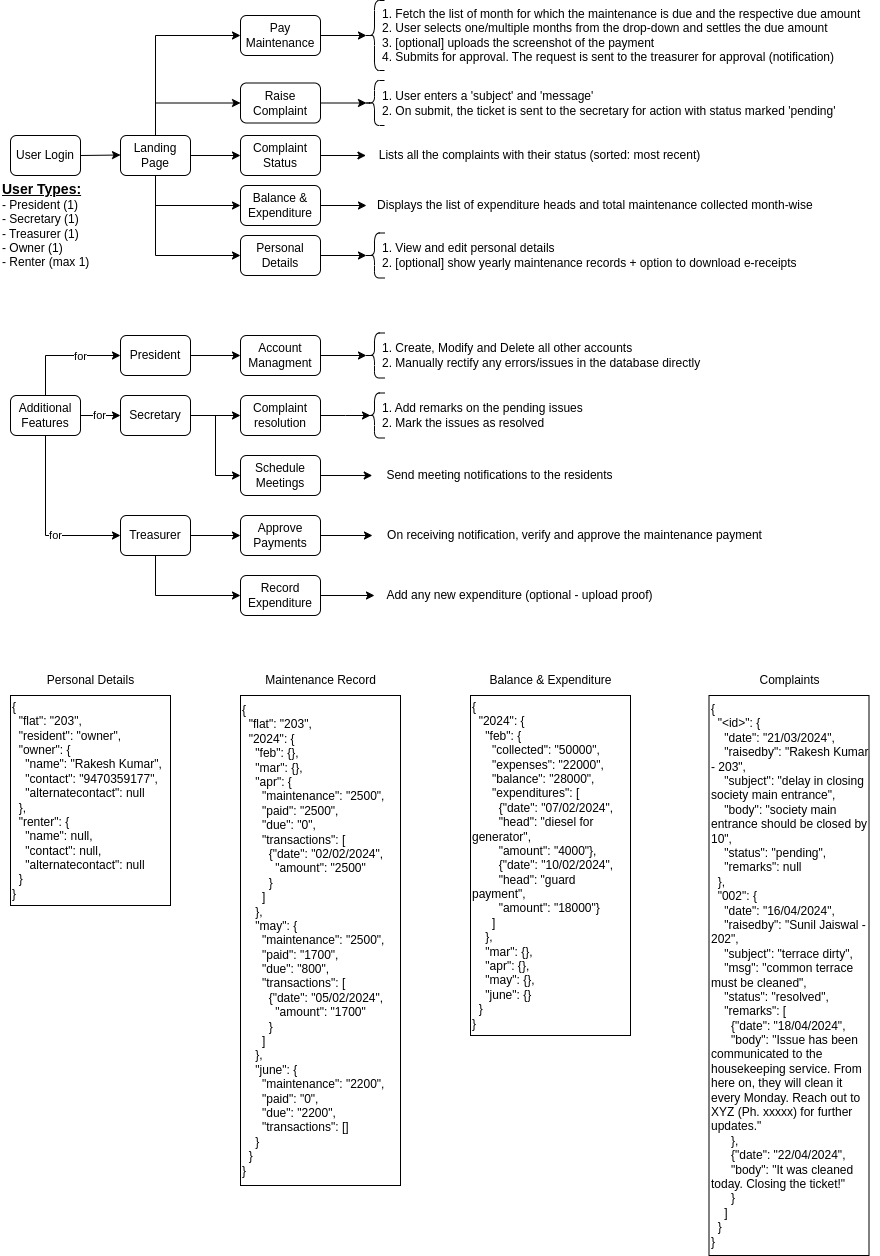 Pay
Maintenance
1. Fetch the list of month for which the maintenance is due and the respective due amount
2. User selects one/multiple months from the drop-down and settles the due amount
3. [optional] uploads the screenshot of the payment
4. Submits for approval. The request is sent to the treasurer for approval (notification)
Raise
Complaint
1. User enters a 'subject' and 'message'
2. On submit, the ticket is sent to the secretary for action with status marked 'pending'
User Login
Landing
Page
Complaint
Status
Lists all the complaints with their status (sorted: most recent)
User Types:
- President (1)
- Secretary (1)
- Treasurer (1)
- Owner (1)
- Renter (max 1)
Balance &
Expenditure
Displays the list of expenditure heads and total maintenance collected month-wise
Personal
Details
1. View and edit personal details
2. [optional] show yearly maintenance records + option to download e-receipts
Additional
Features
for
President
Account
Managment
1. Create, Modify and Delete all other accounts
2. Manually rectify any errors/issues in the database directly
for
Secretary
Complaint
resolution
1. Add remarks on the pending issues
2. Mark the issues as resolved
Schedule
Meetings
Send meeting notifications to the residents
for
Treasurer
Approve
Payments
On receiving notification, verify and approve the maintenance payment
Record
Expenditure
Add any new expenditure (optional - upload proof)
Personal Details
{
"flat": "203",
"resident": "owner",
"owner": {
"name": "Rakesh Kumar",
"contact": "9470359177",
"alternatecontact": null
},
"renter": {
"name": null,
"contact": null,
"alternatecontact": null
}
}
Maintenance Record
{
"flat": "203",
"2024": {
"feb": {},
"mar": {},
"apr": {
"maintenance": "2500",
"paid": "2500",
"due": "0",
"transactions": [
{"date": "02/02/2024",
"amount": "2500"
}
]
},
"may": {
"maintenance": "2500",
"paid": "1700",
"due": "800",
"transactions": [
{"date": "05/02/2024",
"amount": "1700"
}
]
},
"june": {
"maintenance": "2200",
"paid": "0",
"due": "2200",
"transactions": []
}
}
}
Balance & Expenditure
{
"2024": {
"feb": {
"collected": "50000",
"expenses": "22000",
"balance": "28000",
"expenditures": [
{"date": "07/02/2024",
"head": "diesel for
generator",
"amount": "4000"},
{"date": "10/02/2024",
"head": "guard
payment",
"amount": "18000"}
]
},
"mar": {},
"apr": {},
"may": {},
"june": {}
}
}
Complaints
{
"<id>": {
"date": "21/03/2024",
"raisedby": "Rakesh Kumar
- 203",
"subject": "delay in closing
society main entrance",
"body": "society main
entrance should be closed by
10",
"status": "pending",
"remarks": null
},
"002": {
"date": "16/04/2024",
"raisedby": "Sunil Jaiswal -
202",
"subject": "terrace dirty",
"msg": "common terrace
must be cleaned",
"status": "resolved",
"remarks": [
{"date": "18/04/2024",
"body": "Issue has been
communicated to the
housekeeping service. From
here on, they will clean it
every Monday. Reach out to
XYZ (Ph. xxxxx) for further
updates."
},
{"date": "22/04/2024",
"body": "It was cleaned
today. Closing the ticket!"
}
]
}
}